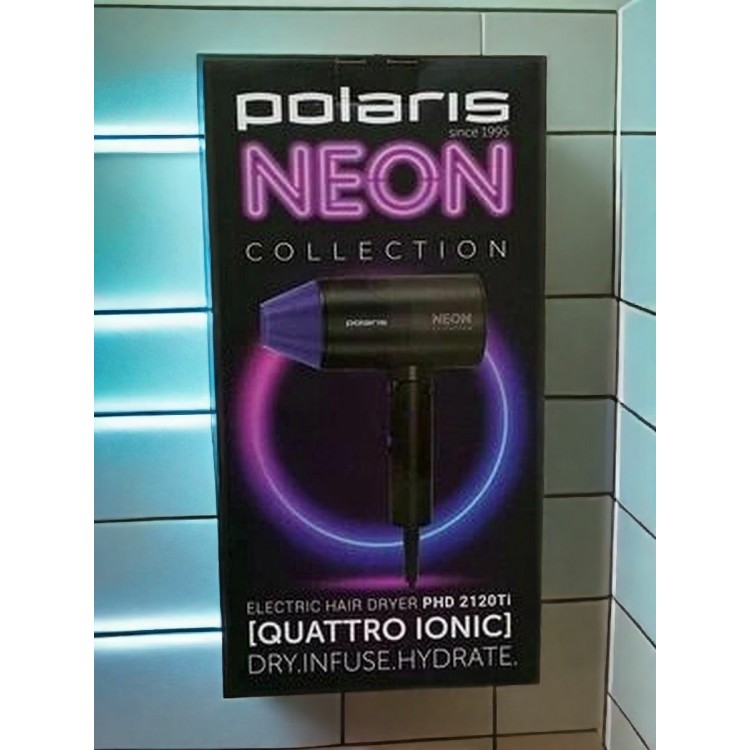 polaris
since 1995
NEON
COLLECTION
polaris
NEON
ELECTRIC HAIR DRYER PHD 2120Ti
[QUATTRO IONIC]
DRY.INFUSE.HYDRATE.